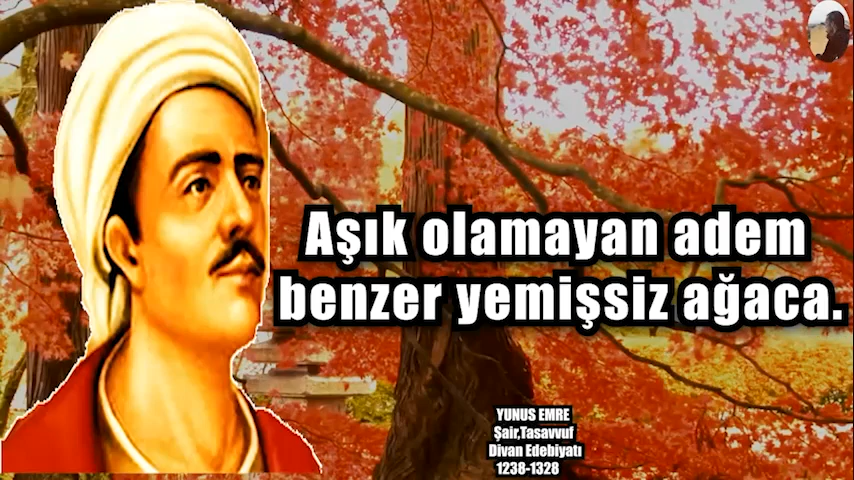 Aşık olamayan adem
benzer yemişsiz ağaca.
YUNUS EMRE
Şair,Tasavvuf
Divan Edebiyatı
1238-1328